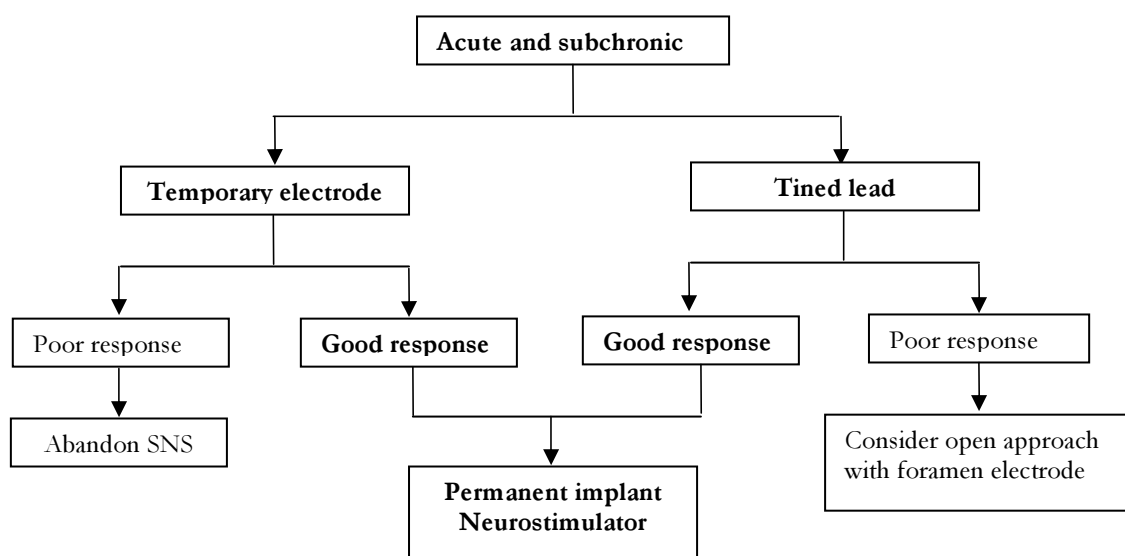 Acute and subchronic
Temporary electrode
Tined lead
Poor response
Good response
Good response
Poor response
Abandon SNS
Consider open approach
with foramen electrode
Permanent implant
Neurostimulator